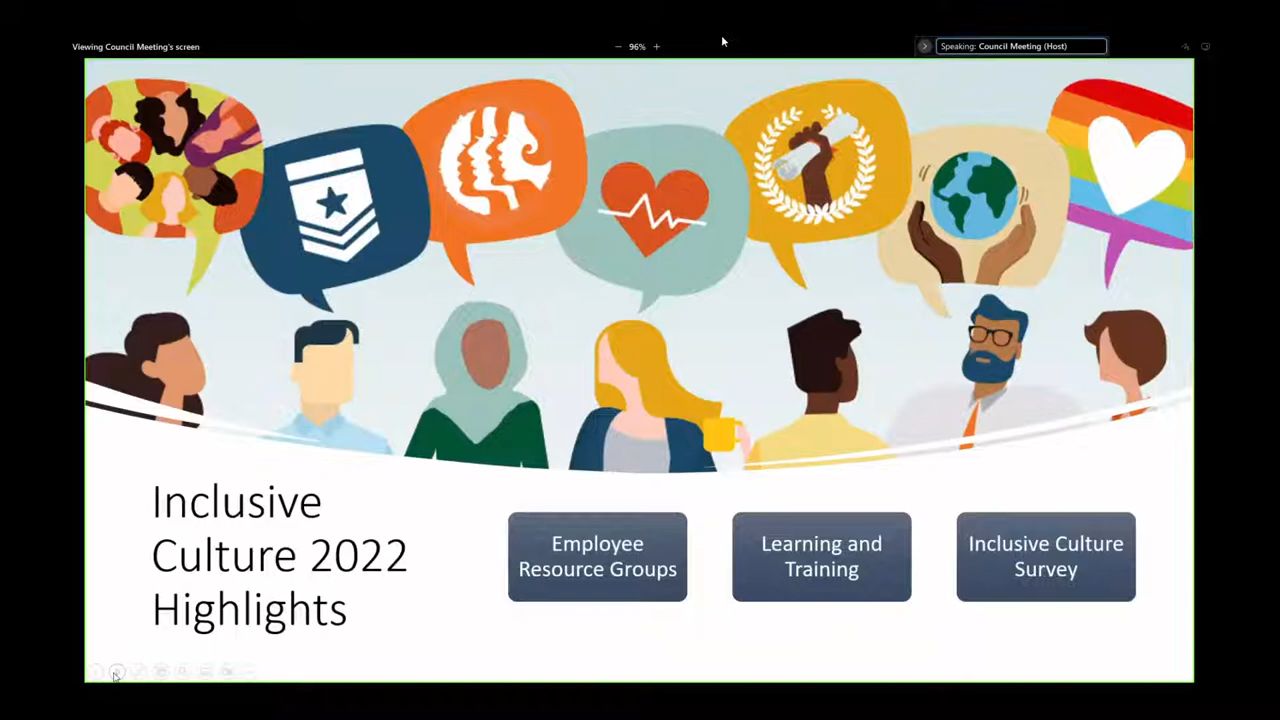 Viewing Council Meeting's screen
96%
Speaking: Council Meeting (Host)
Inclusive
Culture 2022
Highlights
Employee
Resource Groups
Learning and
Training
Inclusive Culture
Survey